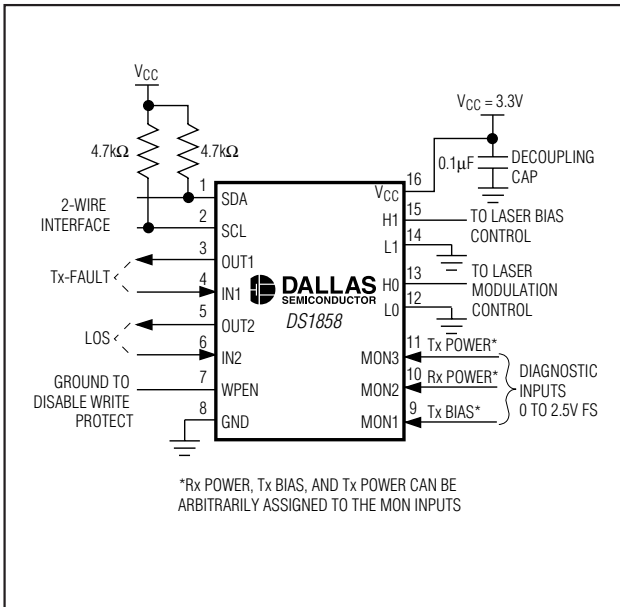 VCC
4.7kΩ
4.7kΩ
2-WIRE
INTERFACE
Tx-FAULT
LOS
GROUND TO
DISABLE WRITE
PROTECT
1 SDA
2 SCL
3 OUT1
4 IN1
5 OUT2
6 IN2
7 WPEN
8 GND
DALLAS
SEMICONDUCTOR
DS1858
VCC = 3.3V
0.1µF
DECOUPLING
CAP
16 VCC
15 H1
TO LASER BIAS
CONTROL
14 L1
13 H0
TO LASER
MODULATION
CONTROL
12 L0
11 MON3 Tx POWER*
10 MON2 Rx POWER*
9 MON1 Tx BIAS*
DIAGNOSTIC
INPUTS
0 TO 2.5V FS
*Rx POWER, Tx BIAS, AND Tx POWER CAN BE
ARBITRARILY ASSIGNED TO THE MON INPUTS